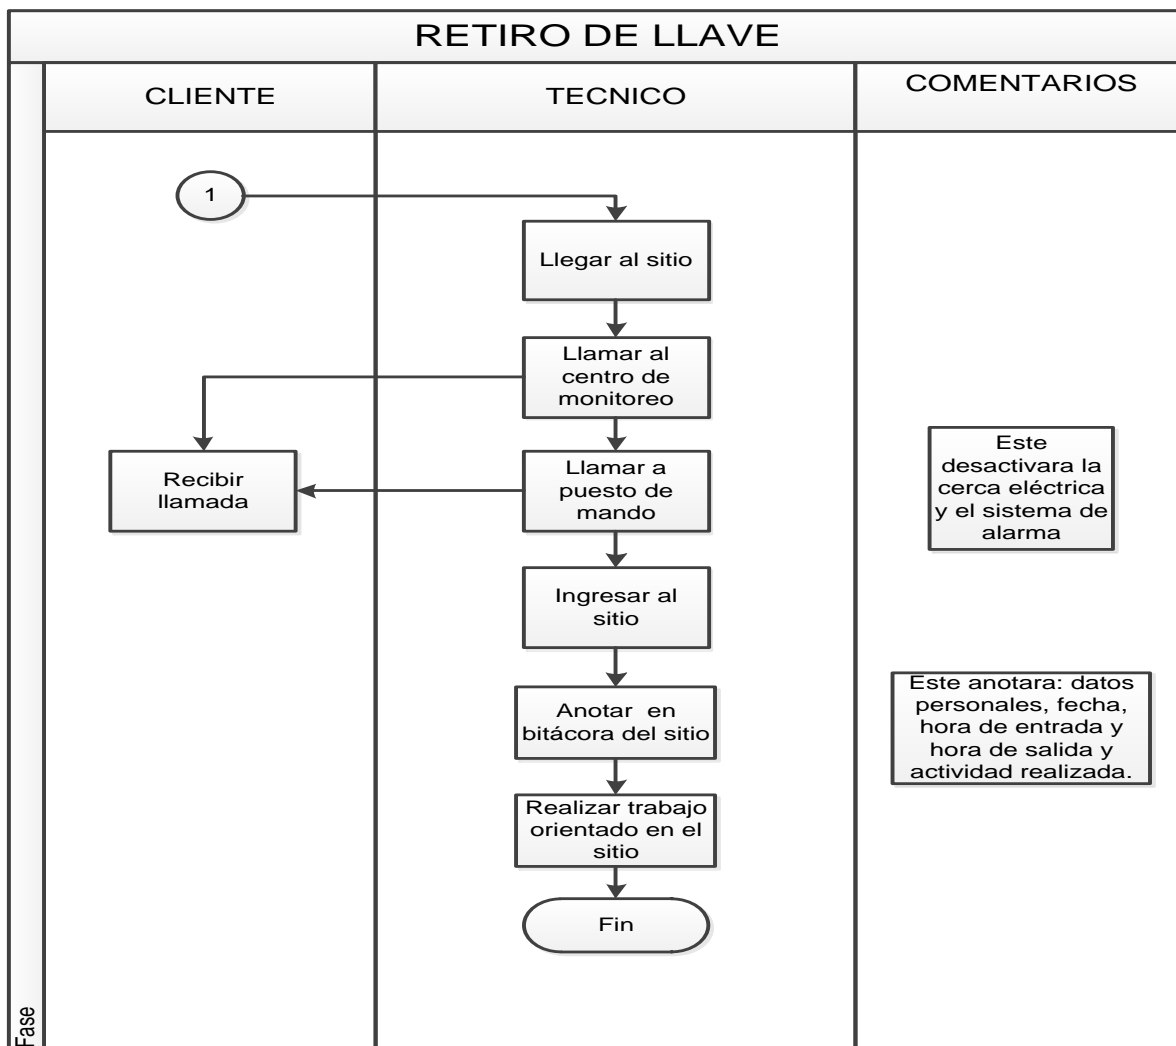 RETIRO DE LLAVE
CLIENTE
TECNICO
COMENTARIOS
1
Llegar al sitio
Llamar al
centro de
monitoreo
Recibir
llamada
Llamar a
puesto de
mando
Este
desactivara la
cerca eléctrica
y el sistema de
alarma
Ingresar al
sitio
Anotar en
bitácora del sitio
Este anotara: datos
personales, fecha,
hora de entrada y
hora de salida y
actividad realizada.
Realizar trabajo
orientado en el
sitio
Fin
Fase